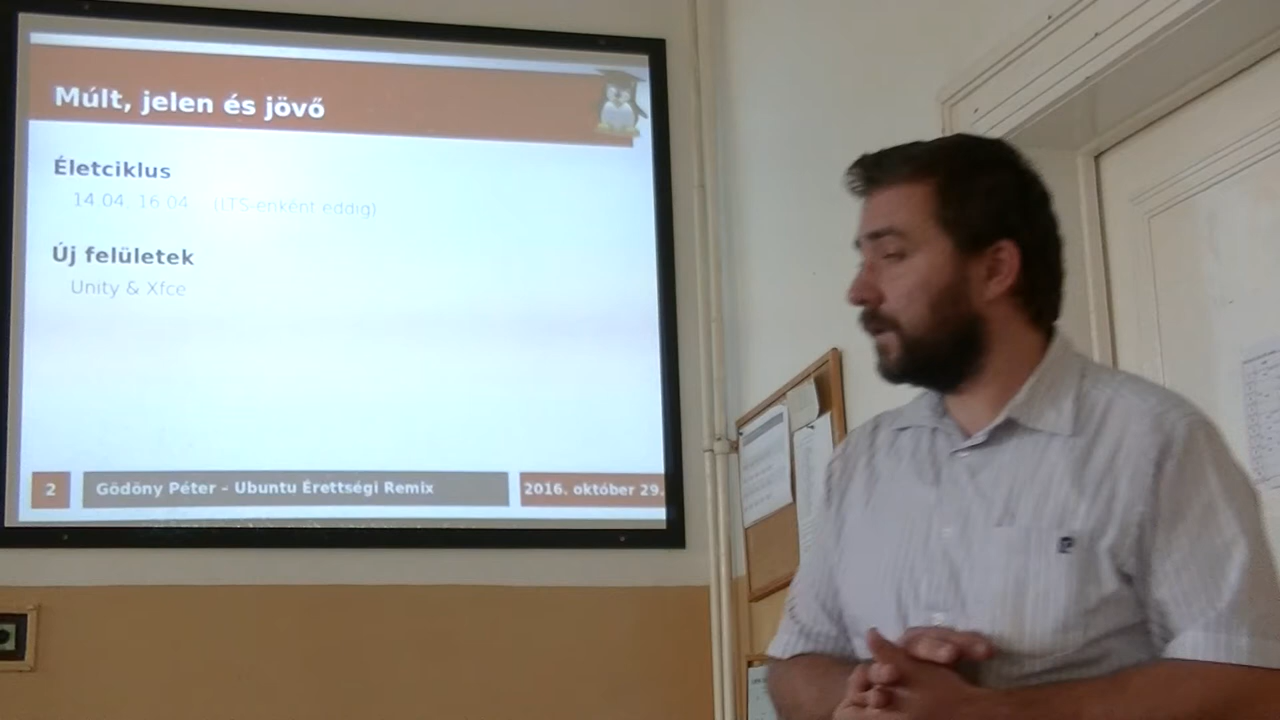 Múlt, jelen és jövő
Életciklus
14.04. 16.04. (LTS-enként eddig)
Új felületek
Unity & Xfce
2 Gödöny Péter – Ubuntu Érettségi Remix 2016. október 29.